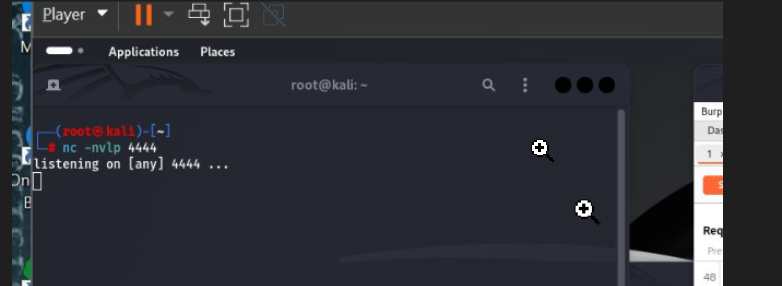 Player
Applications Places
root@kali: ~
(root㉿kali)-[~]
# nc -nvlp 4444
listening on [any] 4444 ...
Burp
Das
1
S
Req
Pre
48
M
On
B